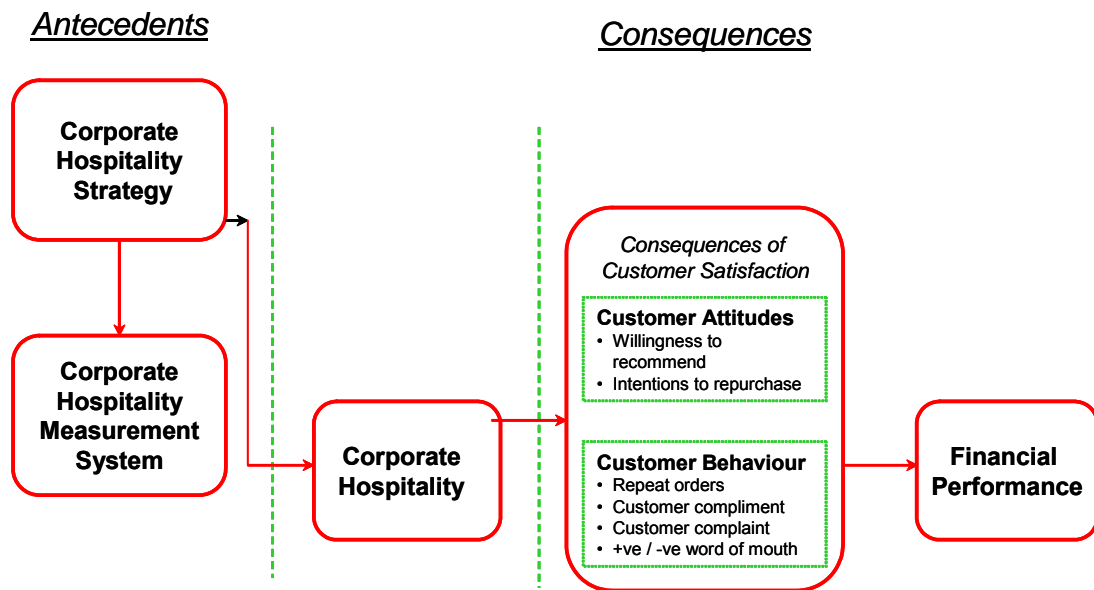 Antecedents
Consequences
Corporate
Hospitality
Strategy
Corporate
Hospitality
Measurement
System
Corporate
Hospitality
Consequences of
Customer Satisfaction
Customer Attitudes
• Willingness to
recommend
• Intentions to repurchase
Customer Behaviour
• Repeat orders
• Customer compliment
• Customer complaint
• +ve / -ve word of mouth
Financial
Performance